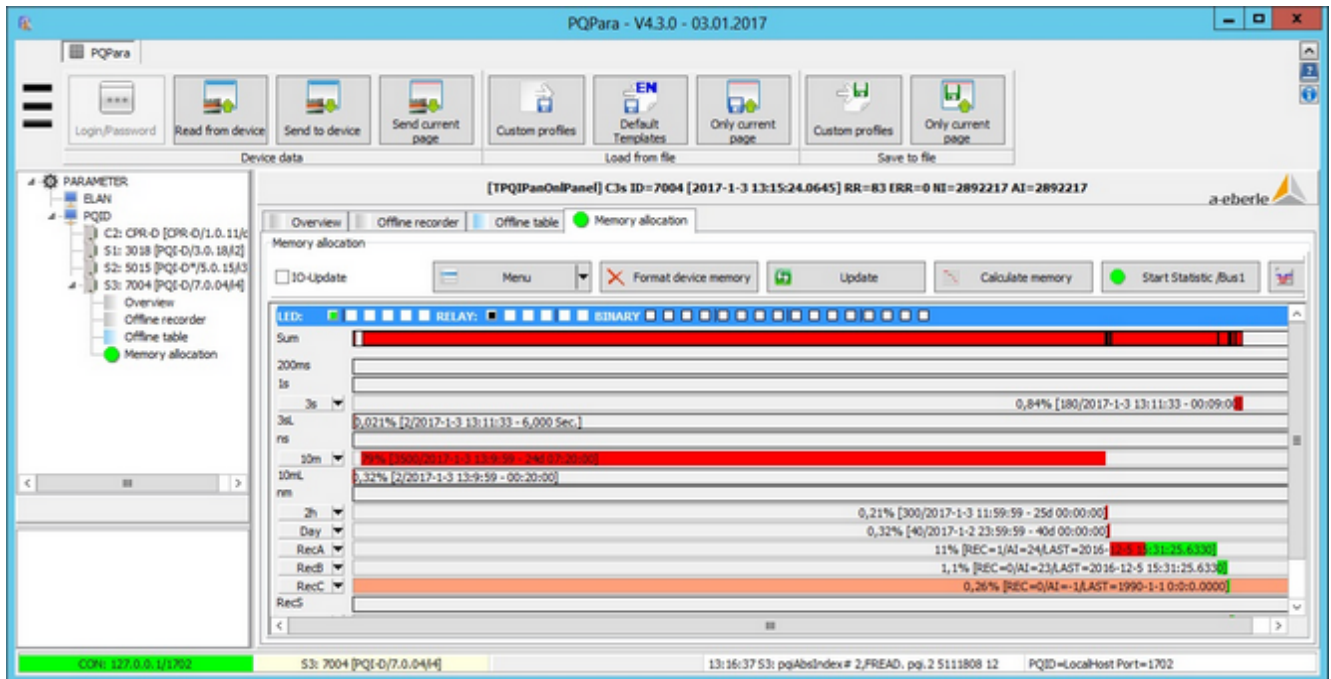 PQPara - V4.3.0 - 03.01.2017
PQPara
Login/Password
Read from device
Send to device
Send current page
Custom profiles
Default Templates
EN
Only current page
Custom profiles
Only current page
Device data
Load from file
Save to file
PARAMETER
ELAN
PQID
C2: CPR-D [CPR-D/1.0.11/c
S1: 3018 [PQI-D/3.0.18/i2]
S2: 5015 [PQI-D*/5.0.15/i3
S3: 7004 [PQI-D/7.0.04/i4]
Overview
Offline recorder
Offline table
Memory allocation
[TPQIPanOnlPanel] C3s ID=7004 [2017-1-3 13:15:24.0645] RR=83 ERR=0 NI=2892217 AI=2892217
a-eberle
Overview
Offline recorder
Offline table
Memory allocation
Memory allocation
IO-Update
Menu
Format device memory
Update
Calculate memory
Start Statistic /Bus1
LED: RELAY: BINARY
Sum
200ms
1s
3s 0,84% [180/2017-1-3 13:11:33 - 00:09:00
3sL 0,021% [2/2017-1-3 13:11:33 - 6,000 Sec.]
ns
10m 79% [3500/2017-1-3 13:9:59 - 24d 07:20:00]
10mL 0,32% [2/2017-1-3 13:9:59 - 00:20:00]
nm
2h 0,21% [300/2017-1-3 11:59:59 - 25d 00:00:00]
Day 0,32% [40/2017-1-2 23:59:59 - 40d 00:00:00]
RecA 11% [REC=1/AI=24/LAST=2016-12-5 15:31:25.6330]
RecB 1,1% [REC=0/AI=23/LAST=2016-12-5 15:31:25.6330]
RecC 0,26% [REC=0/AI=-1/LAST=1990-1-1 0:0:0.0000]
RecS
CON: 127.0.0.1/1702
S3: 7004 [PQI-D/7.0.04/i4]
13:16:37 S3: pqiAbsIndex# 2,FREAD. pqi.2 5111808 12
PQID=LocalHost Port=1702